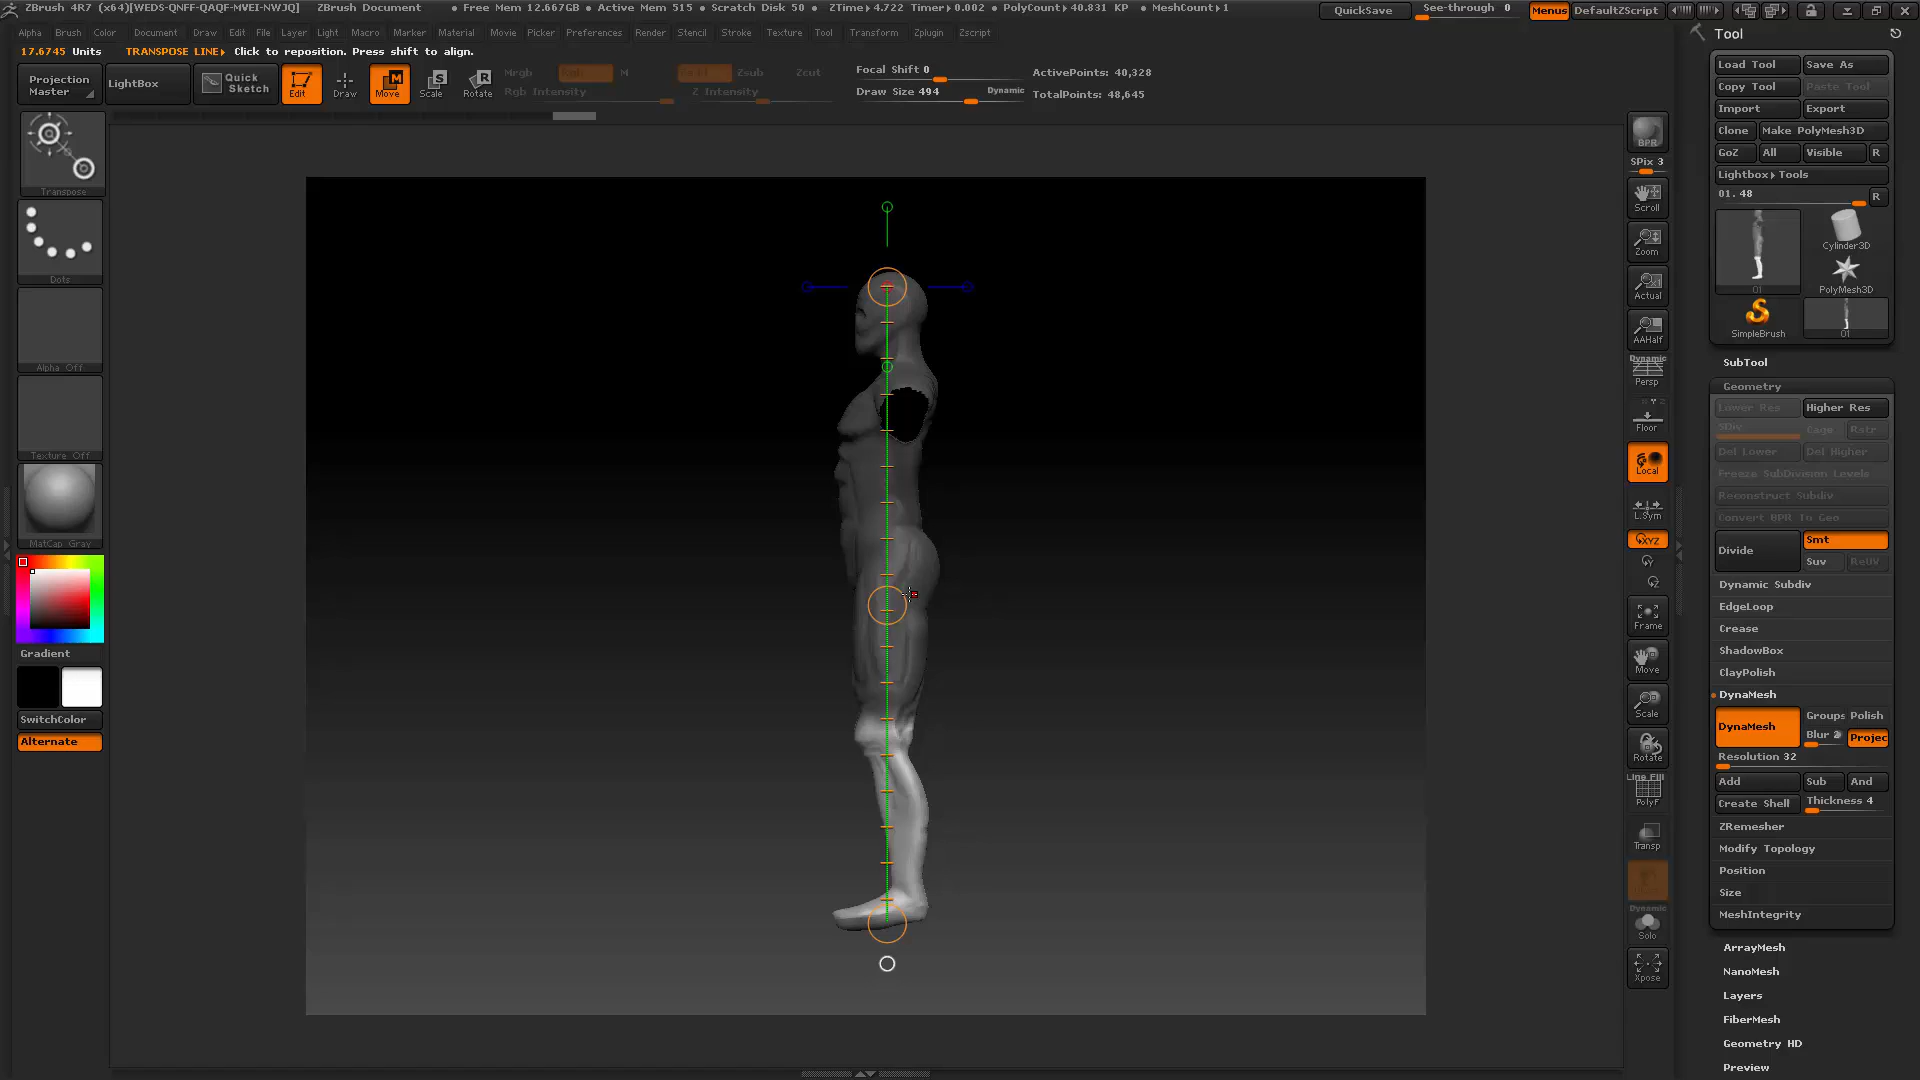 ZBrush 4R7 (x64)[WEDS-QNFF-QAQF-MVEI-NWJQ] ZBrush Document • Free Mem 12.667GB • Active Mem 515 • Scratch Disk 50 • ZTime▸4.722 Timer▸0.002 • PolyCount▸40.831 KP • MeshCount▸1 QuickSave See-through 0 Menus DefaultZScript
Alpha Brush Color Document Draw Edit File Layer Light Macro Marker Material Movie Picker Preferences Render Stencil Stroke Texture Tool Transform Zplugin Zscript
17.6745 Units TRANSPOSE LINE▸ Click to reposition. Press shift to align.
Projection Master
LightBox
Quick Sketch
Edit
Draw
Move
Scale
Rotate
Mrgb
M
Rgb Intensity
Zsub
Zcut
Z Intensity
Focal Shift 0
Draw Size 494 Dynamic
ActivePoints: 40,328
TotalPoints: 48,645
Transpose
Dots
Alpha Off
Texture Off
MatCap Gray
Gradient
SwitchColor
Alternate
BPR
SPix 3
Scroll
Zoom
Actual
AAHalf
Dynamic
Persp
Floor
Local
L.Sym
XYZ
Y
Z
Frame
Move
Scale
Rotate
Line Fill
PolyF
Transp
Dynamic
Solo
Xpose
Tool
Load Tool Save As
Copy Tool Paste Tool
Import Export
Clone Make PolyMesh3D
GoZ All Visible R
Lightbox▸Tools
01. 48 R
01
Cylinder3D
PolyMesh3D
SimpleBrush
01
SubTool
Geometry
Lower Res Higher Res
SDiv Cage Rstr
Del Lower Del Higher
Freeze SubDivision Levels
Reconstruct Subdiv
Convert BPR To Geo
Divide Smt
Suv ReUV
Dynamic Subdiv
EdgeLoop
Crease
ShadowBox
ClayPolish
DynaMesh
DynaMesh Groups Polish
Blur 2 Projec
Resolution 32
Add Sub And
Create Shell Thickness 4
ZRemesher
Modify Topology
Position
Size
MeshIntegrity
ArrayMesh
NanoMesh
Layers
FiberMesh
Geometry HD
Preview